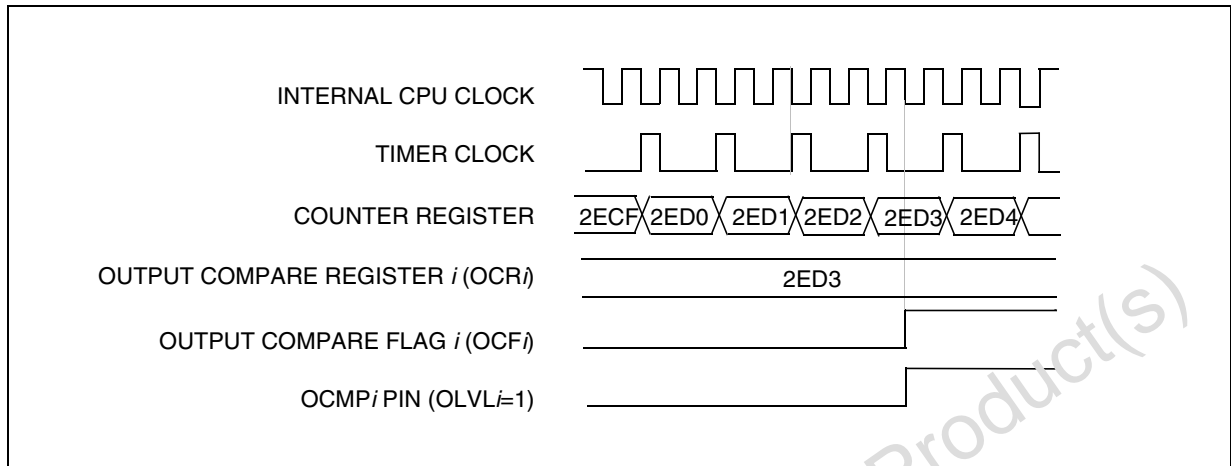 INTERNAL CPU CLOCK
TIMER CLOCK
COUNTER REGISTER 2ECF 2ED0 2ED1 2ED2 2ED3 2ED4
OUTPUT COMPARE REGISTER i (OCRi) 2ED3
OUTPUT COMPARE FLAG i (OCFi)
OCMPi PIN (OLVLi=1)
Product(s)